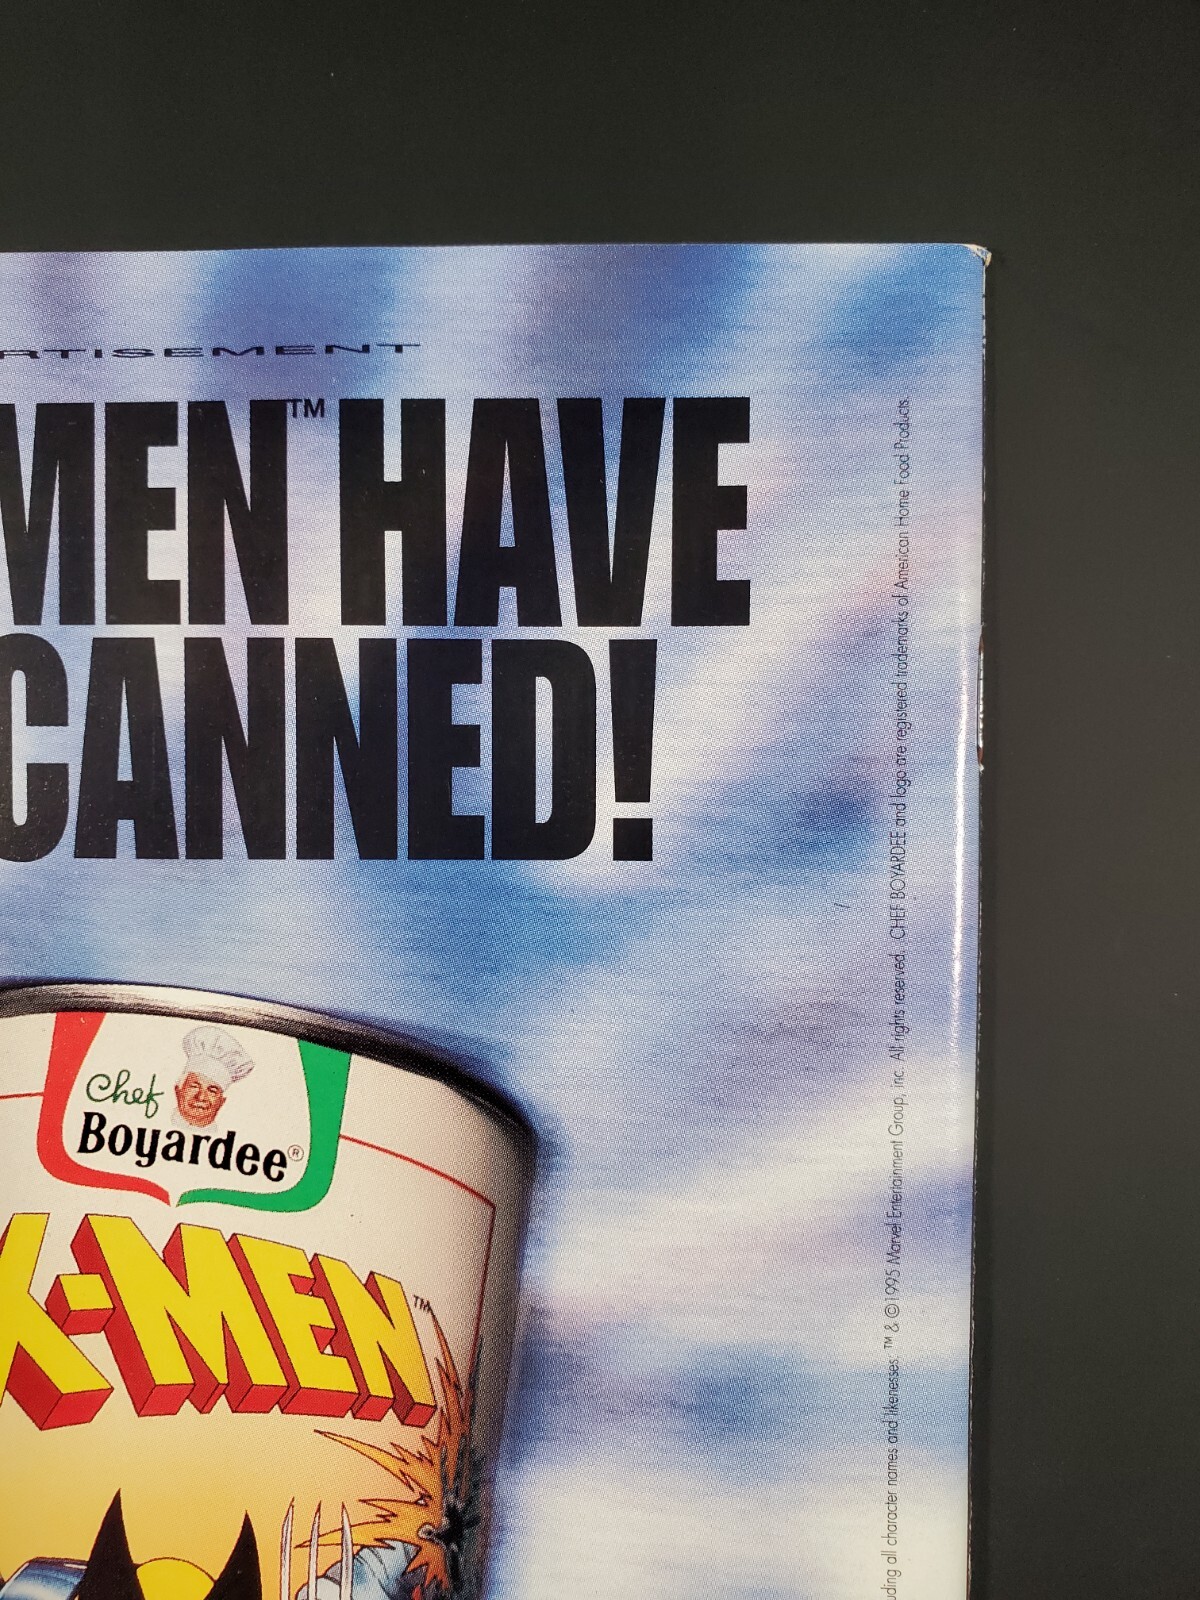 RTISEMENT
MEN™ HAVE
CANNED!
Chef
Boyardee®
X-MEN™
uding all character names and likenesses. ™ & ©1995 Marvel Entertainment Group, Inc. All rights reserved. CHEF BOYARDEE and logo are registered trademarks of American Home Food Products.